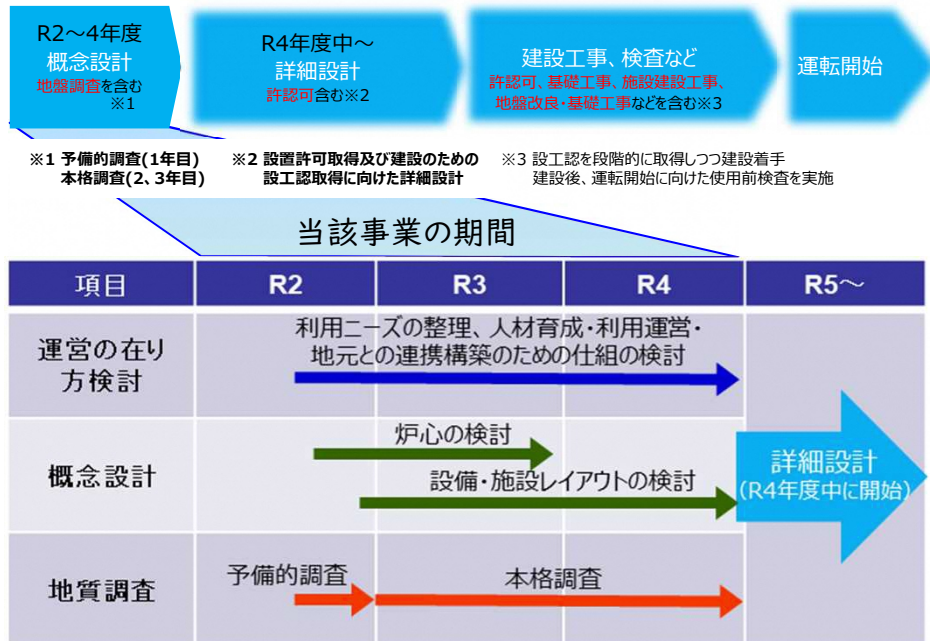 R2～4年度
概念設計
地盤調査を含む
※1
R4年度中～
詳細設計
許認可含む※2
建設工事、検査など
許認可、基礎工事、施設建設工事、
地盤改良・基礎工事などを含む※3
運転開始
※1 予備的調査(1年目)
本格調査(2、3年目)
※2 設置許可取得及び建設のための
設工認取得に向けた詳細設計
※3 設工認を段階的に取得しつつ建設着手
建設後、運転開始に向けた使用前検査を実施
当該事業の期間
項目 R2 R3 R4 R5～
運営の在り
方検討
利用ニーズの整理、人材育成・利用運営・
地元との連携構築のための仕組の検討
概念設計
炉心の検討
設備・施設レイアウトの検討
詳細設計
(R4年度中に開始)
地質調査
予備的調査
本格調査